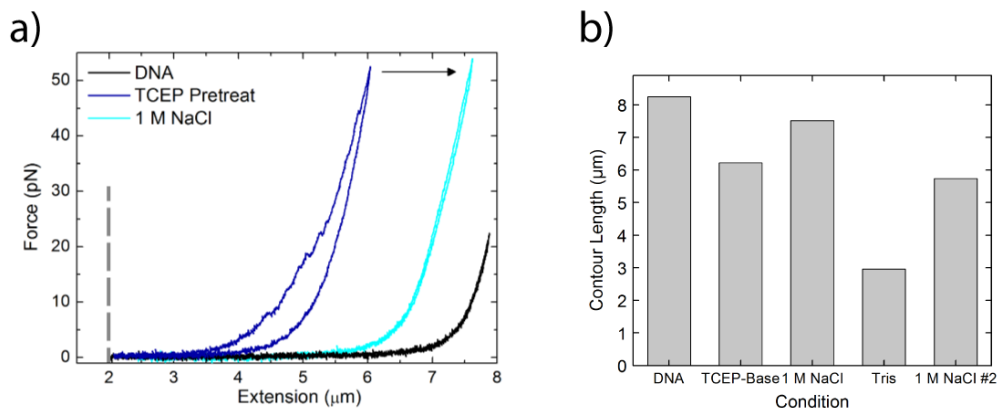 a)
DNA
TCEP Pretreat
1 M NaCl
Force (pN)
50
40
30
20
10
0
2 3 4 5 6 7 8
Extension (μm)
b)
Contour Length (μm)
8
7
6
5
4
3
2
1
0
DNA TCEP-Base 1 M NaCl Tris 1 M NaCl #2
Condition